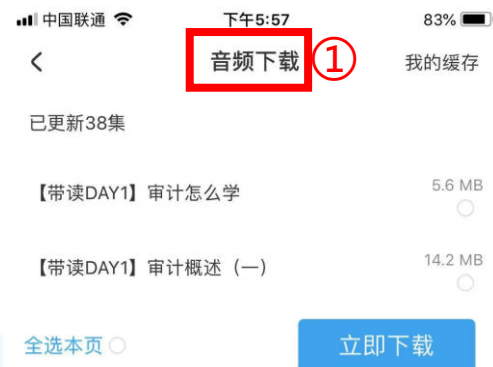 中国联通 下午5:57 83%
音频下载 ① 我的缓存
已更新38集
【带读DAY1】审计怎么学 5.6 MB
【带读DAY1】审计概述（一） 14.2 MB
全选本页 立即下载